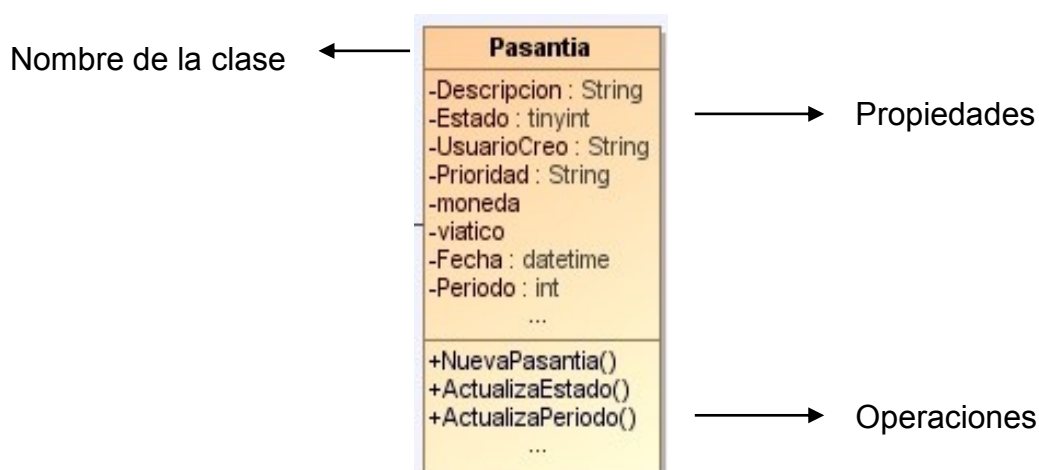 Nombre de la clase
Pasantia
-Descripcion : String
-Estado : tinyint
-UsuarioCreo : String
-Prioridad : String
-moneda
-viatico
-Fecha : datetime
-Periodo : int
...
Propiedades
+NuevaPasantia()
+ActualizaEstado()
+ActualizaPeriodo()
...
Operaciones